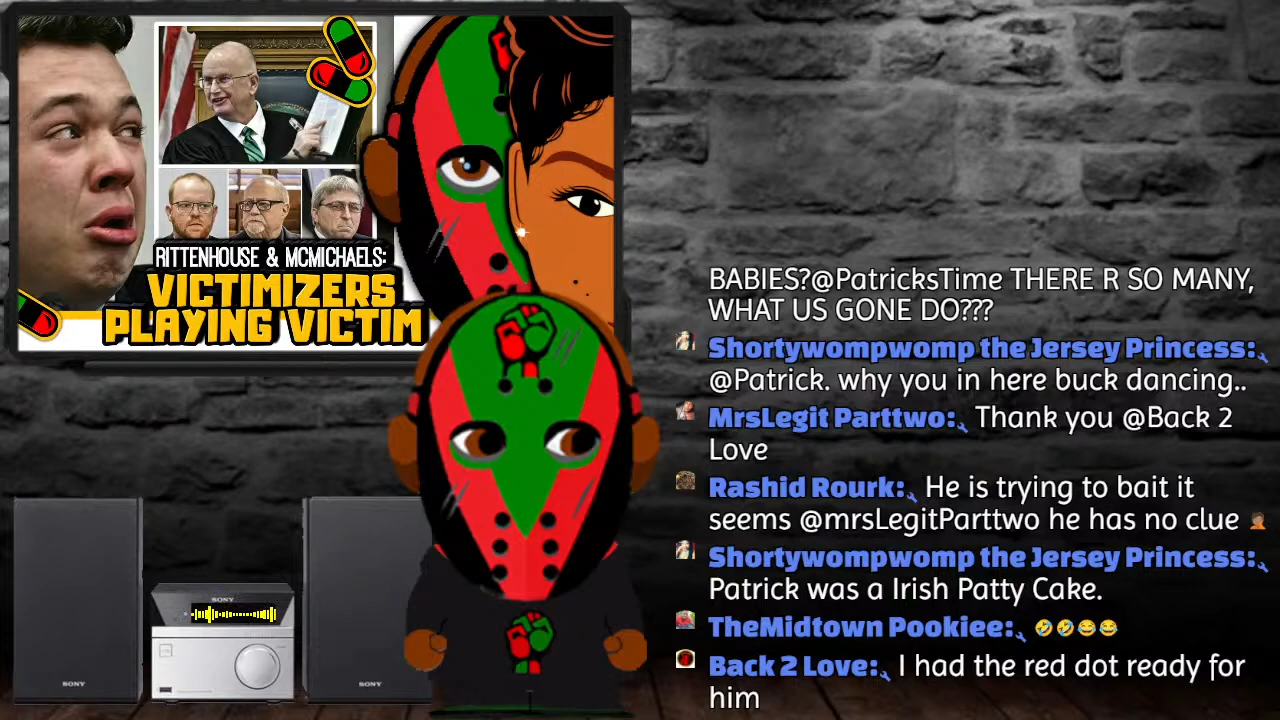 RITTENHOUSE & MCMICHAELS:
VICTIMIZERS
PLAYING VICTIM
SONY
SONY
SONY
BABIES?@PatricksTime THERE R SO MANY,
WHAT US GONE DO???
Shortywompwomp the Jersey Princess:
@Patrick. why you in here buck dancing..
MrsLegit Parttwo: Thank you @Back 2
Love
Rashid Rourk: He is trying to bait it
seems @mrsLegitParttwo he has no clue 🤦🏾
Shortywompwomp the Jersey Princess:
Patrick was a Irish Patty Cake.
TheMidtown Pookiee: 🤣🤣😂😂
Back 2 Love: I had the red dot ready for
him